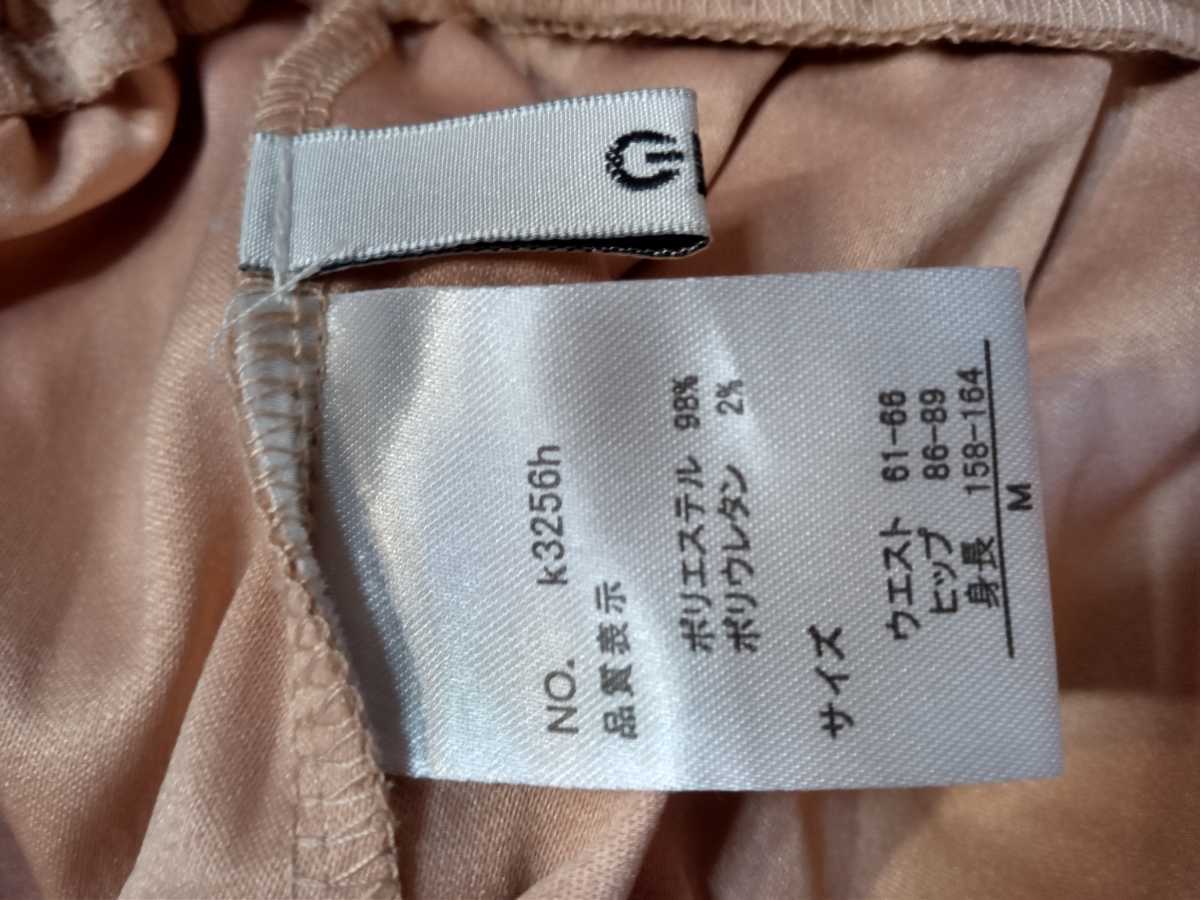 NO. k3256h
品質表示
ポリエステル 98%
ポリウレタン 2%
サイズ
ウエスト 61-66
ヒップ 86-89
身長 158-164
M